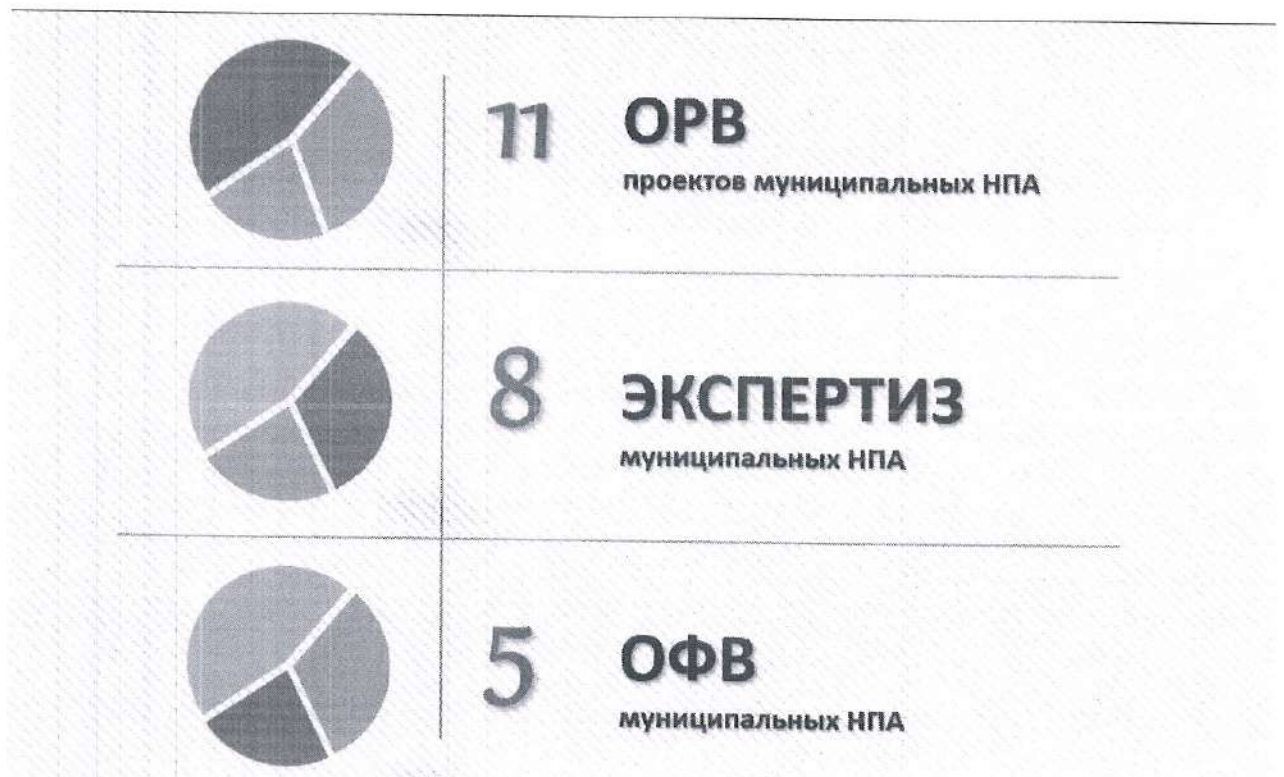 11 ОРВ
проектов муниципальных НПА
8 ЭКСПЕРТИЗ
муниципальных НПА
5 ОФВ
муниципальных НПА